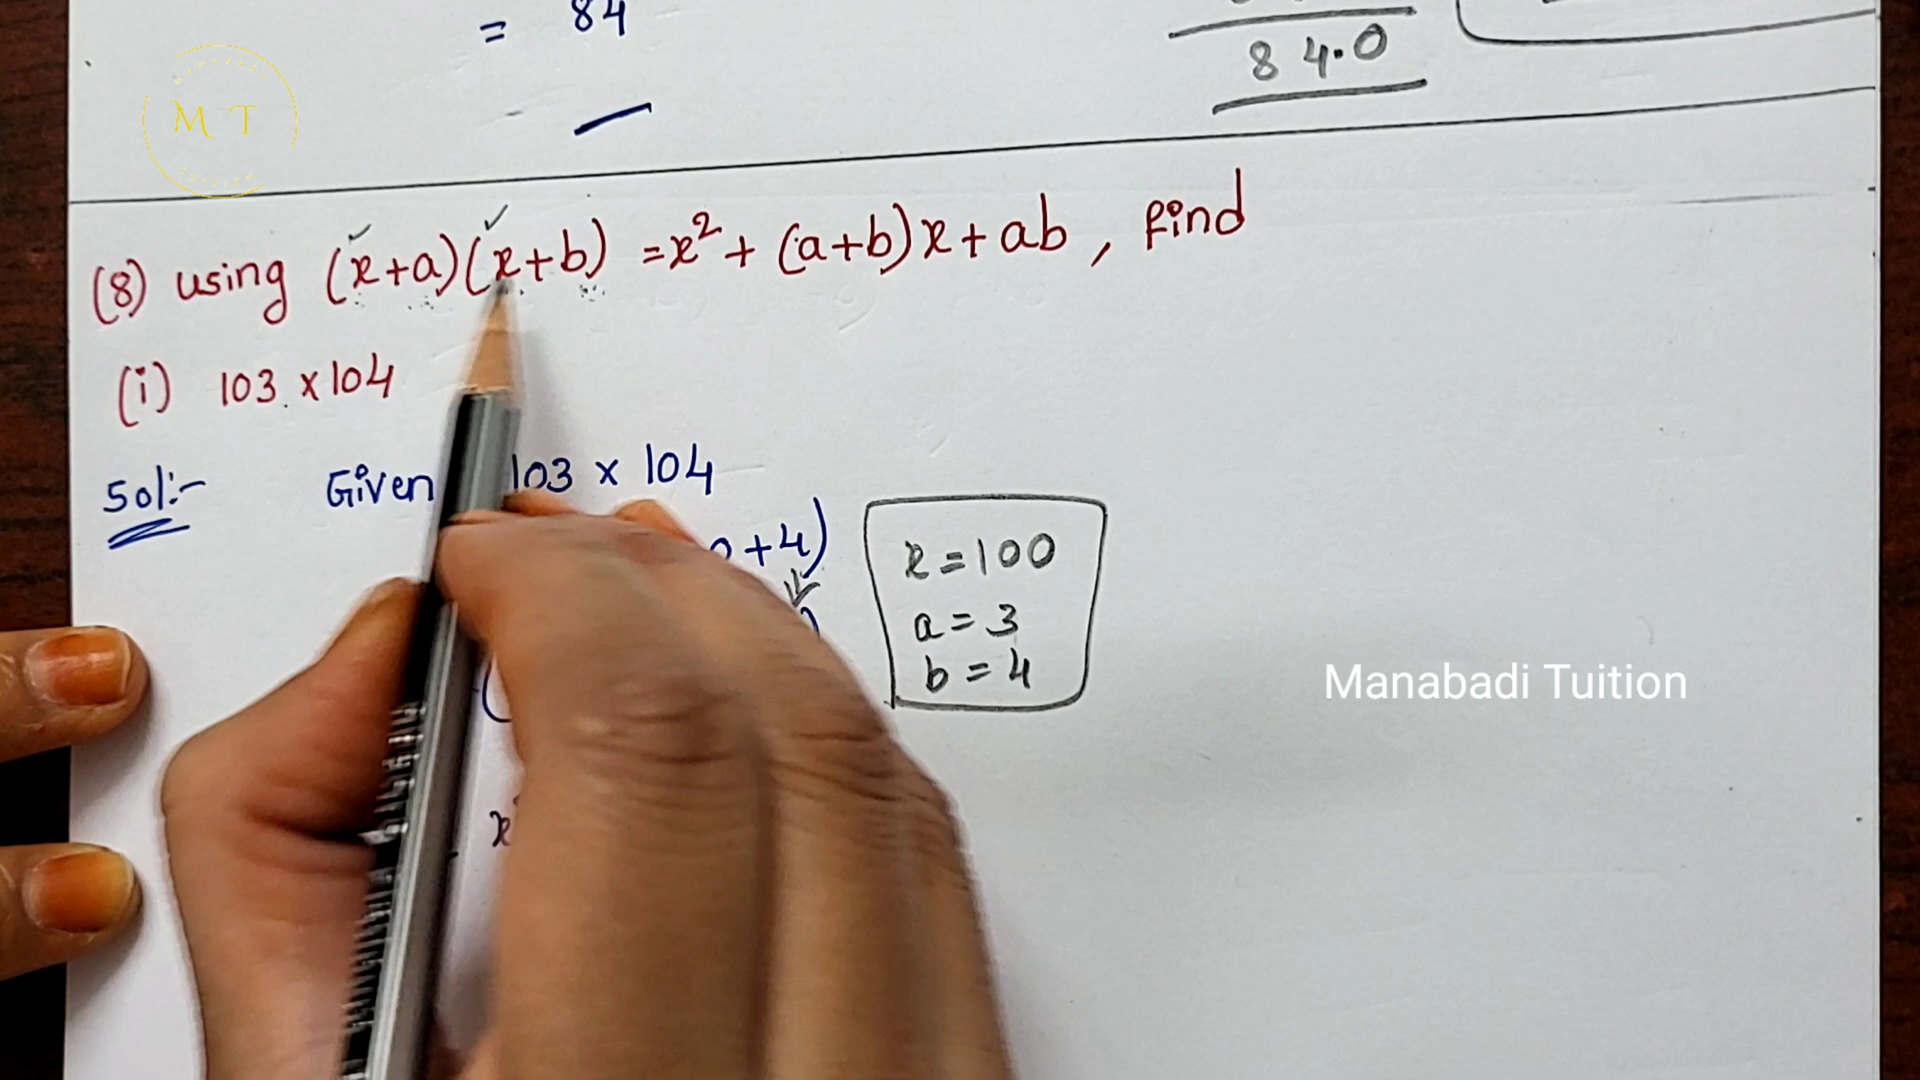 = 84
84.0
M T
(8) using (x+a)(x+b) = x² + (a+b)x + ab , find
(i) 103 x 104
Sol:- Given 103 x 104
+4)
x = 100
a = 3
b = 4
Manabadi Tuition
x